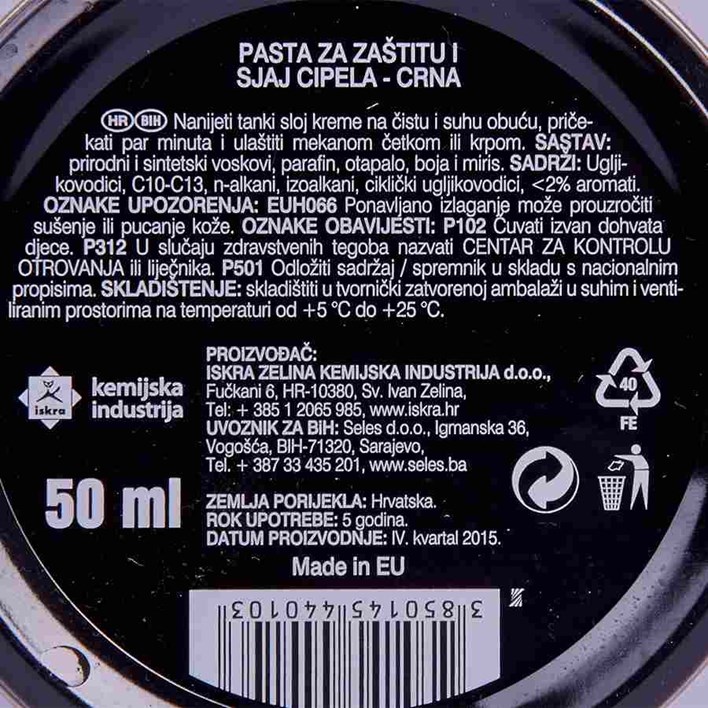 PASTA ZA ZAŠTITU I
SJAJ CIPELA - CRNA
HR BIH Nanijeti tanki sloj kreme na čistu i suhu obuću, priče-
kati par minuta i ulaštiti mekanom četkom ili krpom. SASTAV:
prirodni i sintetski voskovi, parafin, otapalo, boja i miris. SADRŽI: Uglji-
kovodici, C10-C13, n-alkani, izoalkani, ciklički ugljikovodici, <2% aromati.
OZNAKE UPOZORENJA: EUH066 Ponavljano izlaganje može prouzročiti
sušenje ili pucanje kože. OZNAKE OBAVIJESTI: P102 Čuvati izvan dohvata
djece. P312 U slučaju zdravstvenih tegoba nazvati CENTAR ZA KONTROLU
OTROVANJA ili liječnika. P501 Odložiti sadržaj / spremnik u skladu s nacionalnim
propisima. SKLADIŠTENJE: skladištiti u tvornički zatvorenoj ambalaži u suhim i venti-
liranim prostorima na temperaturi od +5 °C do +25 °C.
iskra
kemijska
industrija
PROIZVOĐAČ:
ISKRA ZELINA KEMIJSKA INDUSTRIJA d.o.o.,
Fučkani 6, HR-10380, Sv. Ivan Zelina,
Tel: + 385 1 2065 985, www.iskra.hr
UVOZNIK ZA BiH: Seles d.o.o., Igmanska 36,
Vogošća, BIH-71320, Sarajevo,
Tel. + 387 33 435 201, www.seles.ba
40
FE
50 ml
ZEMLJA PORIJEKLA: Hrvatska.
ROK UPOTREBE: 5 godina.
DATUM PROIZVODNJE: IV. kvartal 2015.
Made in EU
3850145440103